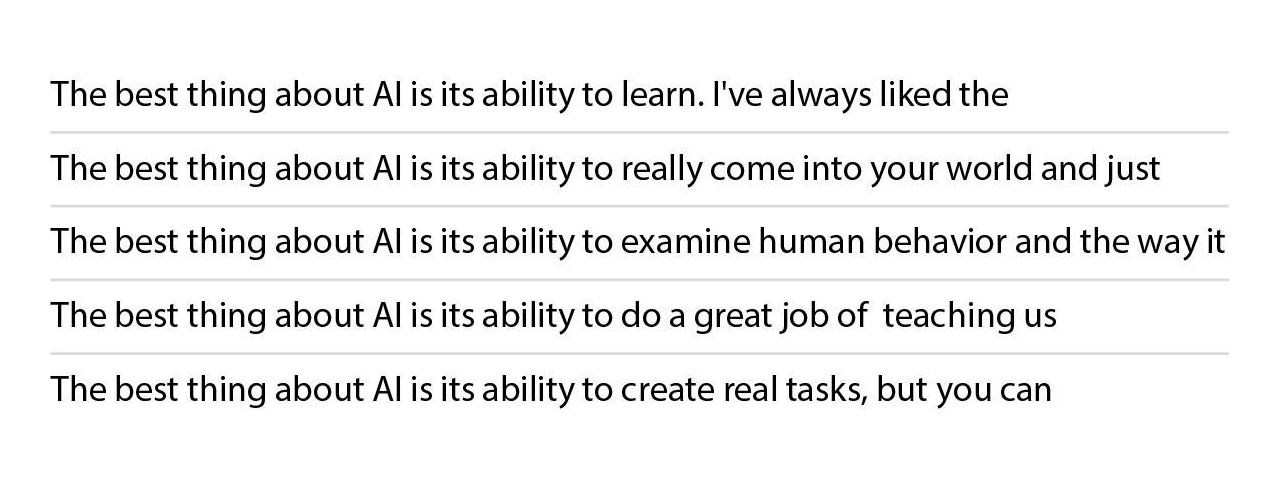 The best thing about AI is its ability to learn. I've always liked the
The best thing about AI is its ability to really come into your world and just
The best thing about AI is its ability to examine human behavior and the way it
The best thing about AI is its ability to do a great job of  teaching us
The best thing about AI is its ability to create real tasks, but you can